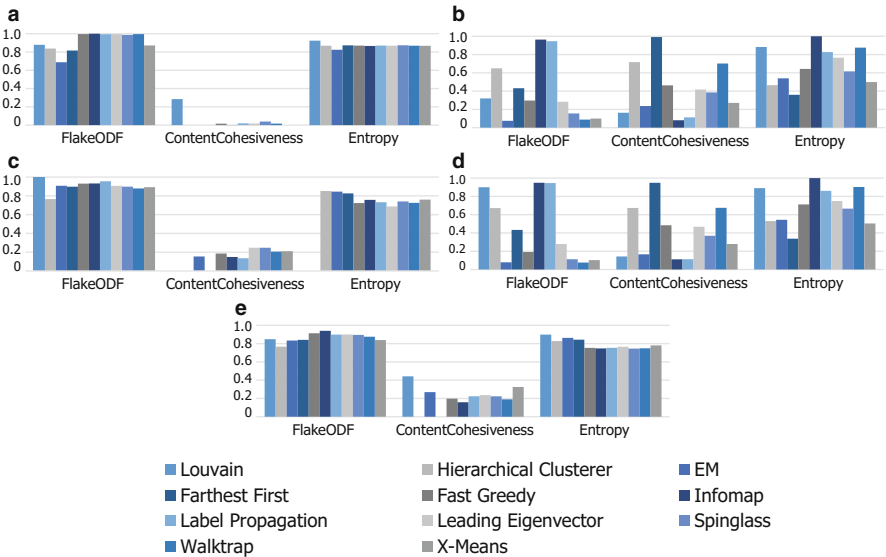 a
1.0
0.8
0.6
0.4
0.2
0
FlakeODF ContentCohesiveness Entropy
b
1.0
0.8
0.6
0.4
0.2
0
FlakeODF ContentCohesiveness Entropy
c
1.0
0.8
0.6
0.4
0.2
0
FlakeODF ContentCohesiveness Entropy
d
1.0
0.8
0.6
0.4
0.2
0
FlakeODF ContentCohesiveness Entropy
e
1.0
0.8
0.6
0.4
0.2
0
FlakeODF ContentCohesiveness Entropy
Louvain Hierarchical Clusterer EM
Farthest First Fast Greedy Infomap
Label Propagation Leading Eigenvector Spinglass
Walktrap X-Means